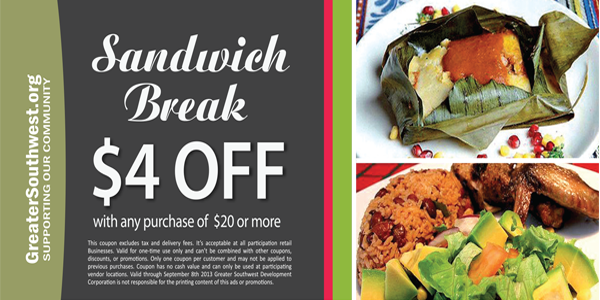 GreaterSouthwest.org
SUPPORTING OUR COMMUNITY
Sandwich
Break
$4 OFF
with any purchase of $20 or more
This coupon excludes tax and delivery fees. It's acceptable at all participation retail
Businesses. Valid for one-time use only and can't be combined with other coupons,
discounts, or promotions. Only one coupon per customer and may not be applied to
previous purchases. Coupon has no cash value and can only be used at participating
vendor locations. Valid through September 8th 2013 Greater Southwest Development
Corporation is not responsible for the printing content of this ads or promotions.